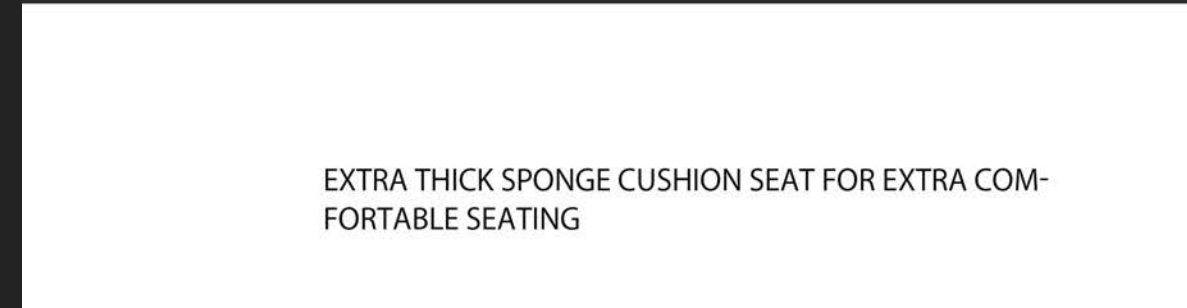 EXTRA THICK SPONGE CUSHION SEAT FOR EXTRA COM-
FORTABLE SEATING